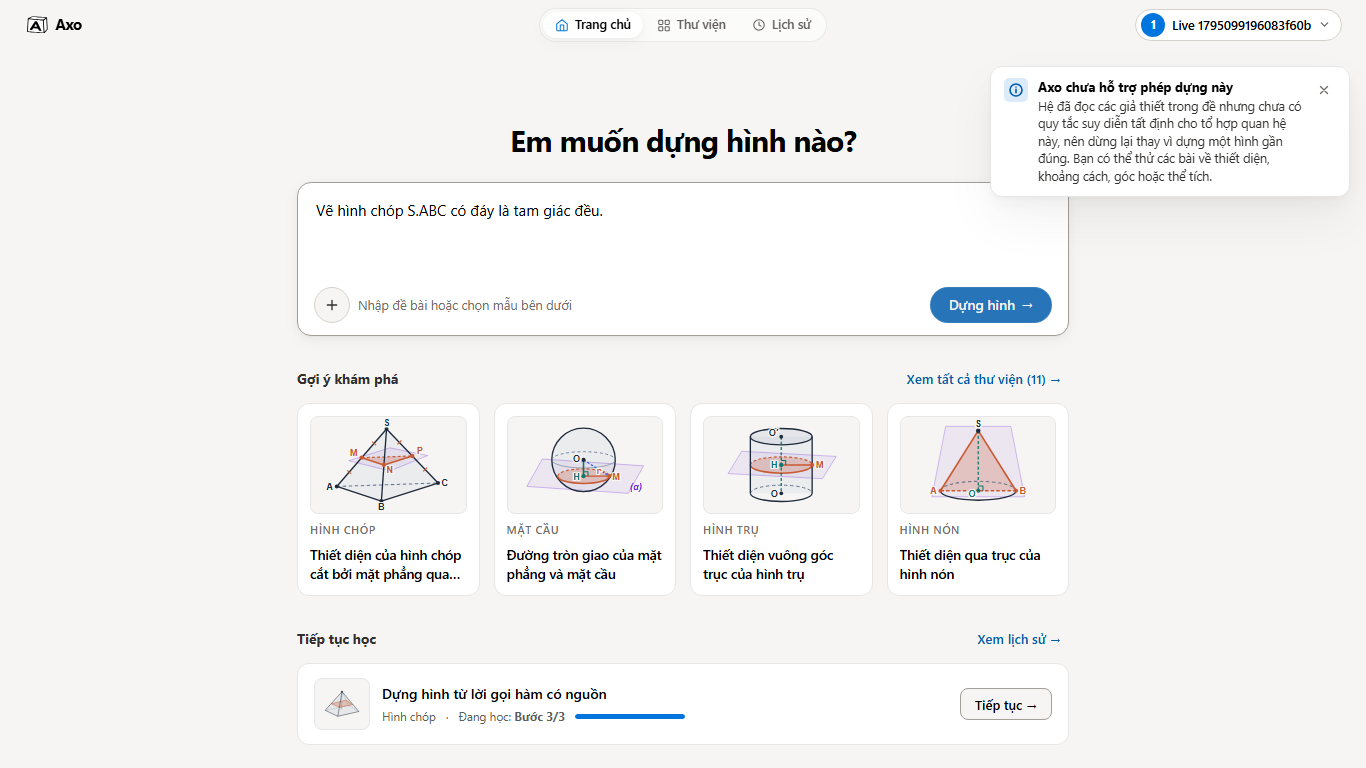 Axo
Trang chủ
Thư viện
Lịch sử
1
Live 1795099196083f60b
Axo chưa hỗ trợ phép dựng này
Hệ đã đọc các giả thiết trong đề nhưng chưa có
quy tắc suy diễn tất định cho tổ hợp quan hệ
này, nên dừng lại thay vì dựng một hình gần
đúng. Bạn có thể thử các bài về thiết diện,
khoảng cách, góc hoặc thể tích.
Em muốn dựng hình nào?
Vẽ hình chóp S.ABC có đáy là tam giác đều.
Nhập đề bài hoặc chọn mẫu bên dưới
Dựng hình →
Gợi ý khám phá
Xem tất cả thư viện (11) →
S
M
P
N
A
C
B
HÌNH CHÓP
Thiết diện của hình chóp
cắt bởi mặt phẳng qua...
O
r
H
M
(α)
MẶT CẦU
Đường tròn giao của mặt
phẳng và mặt cầu
O'
H
M
O
HÌNH TRỤ
Thiết diện vuông góc
trục của hình trụ
S
A
O
B
HÌNH NÓN
Thiết diện qua trục của
hình nón
Tiếp tục học
Xem lịch sử →
Dựng hình từ lời gọi hàm có nguồn
Hình chóp · Đang học: Bước 3/3
Tiếp tục →